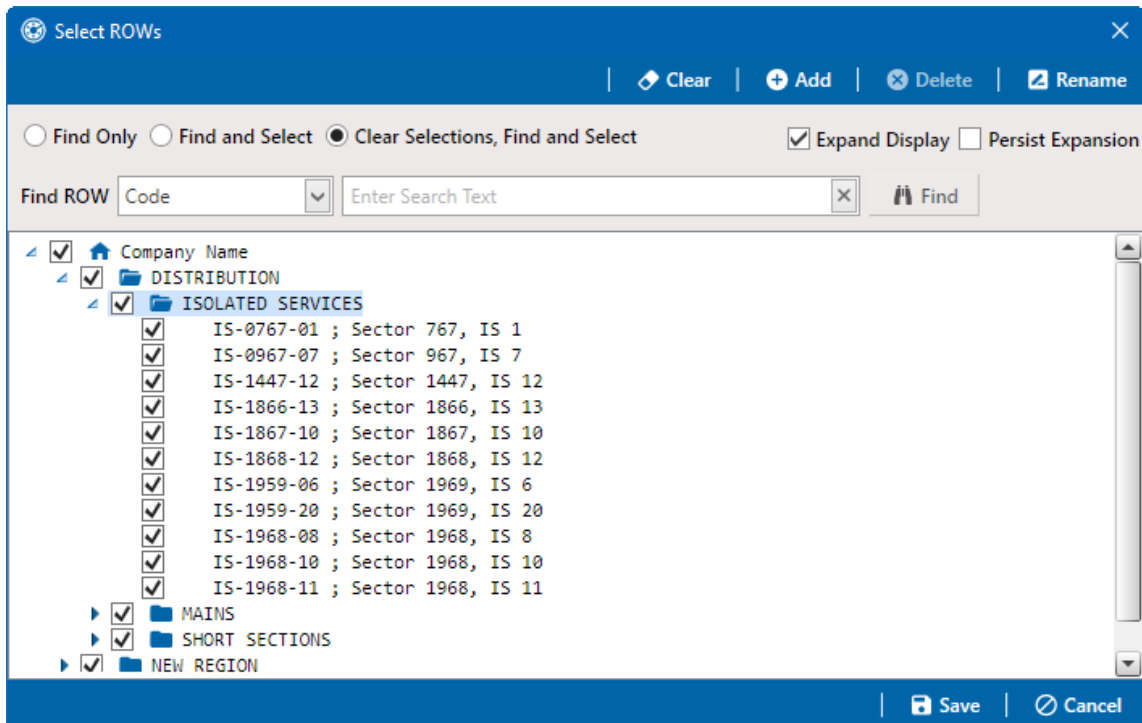 Select ROWs
Clear Add Delete Rename
Find Only Find and Select Clear Selections, Find and Select Expand Display Persist Expansion
Find ROW Code Enter Search Text Find
Company Name
DISTRIBUTION
ISOLATED SERVICES
IS-0767-01 ; Sector 767, IS 1
IS-0967-07 ; Sector 967, IS 7
IS-1447-12 ; Sector 1447, IS 12
IS-1866-13 ; Sector 1866, IS 13
IS-1867-10 ; Sector 1867, IS 10
IS-1868-12 ; Sector 1868, IS 12
IS-1959-06 ; Sector 1969, IS 6
IS-1959-20 ; Sector 1969, IS 20
IS-1968-08 ; Sector 1968, IS 8
IS-1968-10 ; Sector 1968, IS 10
IS-1968-11 ; Sector 1968, IS 11
MAINS
SHORT SECTIONS
NEW REGION
Save Cancel